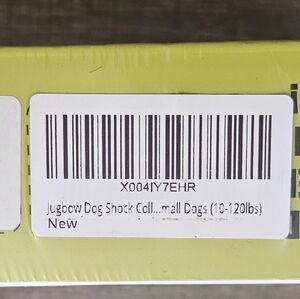 X004IY7EHR
Jugbow Dog Shock Coll...mall Dogs (10-120lbs)
New